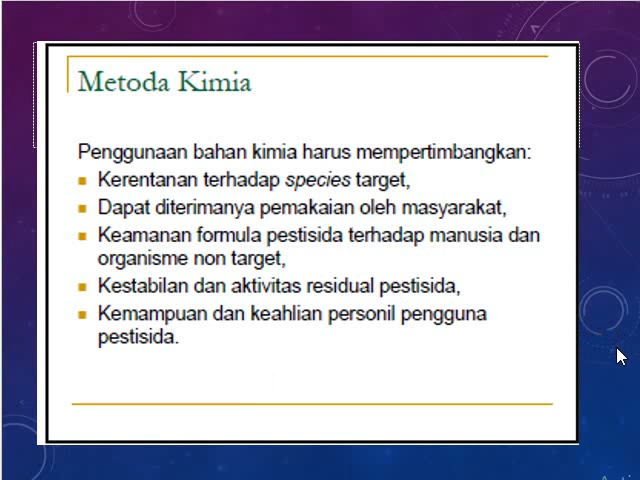 Metoda Kimia
Penggunaan bahan kimia harus mempertimbangkan:
Kerentanan terhadap species target,
Dapat diterimanya pemakaian oleh masyarakat,
Keamanan formula pestisida terhadap manusia dan
organisme non target,
Kestabilan dan aktivitas residual pestisida,
Kemampuan dan keahlian personil pengguna
pestisida.